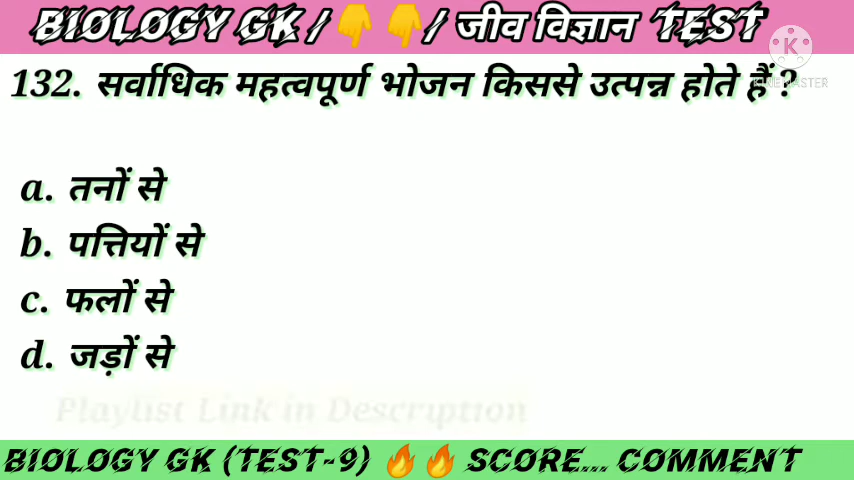 BIOLOGY GK /👇👇/ जीव विज्ञान TEST
K
KINEMASTER
132. सर्वाधिक महत्वपूर्ण भोजन किससे उत्पन्न होते हैं ?
a. तनों से
b. पत्तियों से
c. फलों से
d. जड़ों से
Playlist Link in Description
BIOLOGY GK (TEST-9) 🔥🔥 SCORE... COMMENT